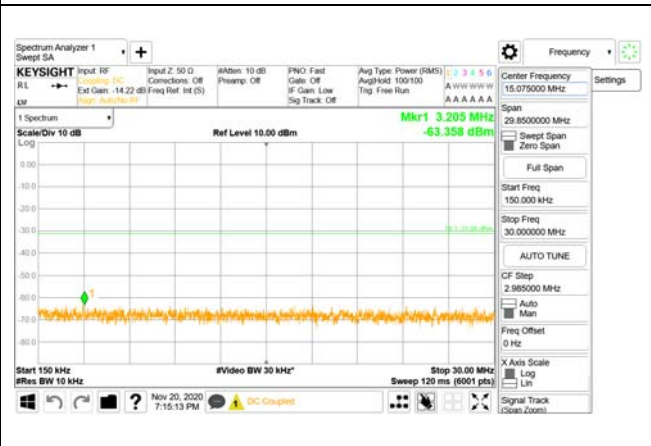 Spectrum Analyzer 1
Swept SA
Frequency
KEYSIGHT
RL
Input: RF
Coupling: DC
Ext Gain: -14.22 dB
Align: Auto/No RF
Input Z: 50 Ω
Corrections: Off
Freq Ref: Int (S)
#Atten: 10 dB
Preamp: Off
PNO: Fast
Gate: Off
IF Gain: Low
Sig Track: Off
Avg Type: Power (RMS)
Avg|Hold: 100/100
Trig: Free Run
1 2 3 4 5 6
A W W W W W
A A A A A A
1 Spectrum
Scale/Div 10 dB
Ref Level 10.00 dBm
Mkr1 3.205 MHz
-63.358 dBm
Log
0.00
-10.0
-20.0
-30.0
-40.0
-50.0
-60.0
-70.0
-80.0
1
Start 150 kHz
#Res BW 10 kHz
#Video BW 30 kHz*
Stop 30.00 MHz
Sweep 120 ms (6001 pts)
Nov 20, 2020
7:15:13 PM
DC Coupled
Center Frequency
15.075000 MHz
Settings
Span
29.8500000 MHz
Swept Span
Zero Span
Full Span
Start Freq
150.000 kHz
Stop Freq
30.000000 MHz
AUTO TUNE
CF Step
2.985000 MHz
Auto
Man
Freq Offset
0 Hz
X Axis Scale
Log
Lin
Signal Track
(Span Zoom)